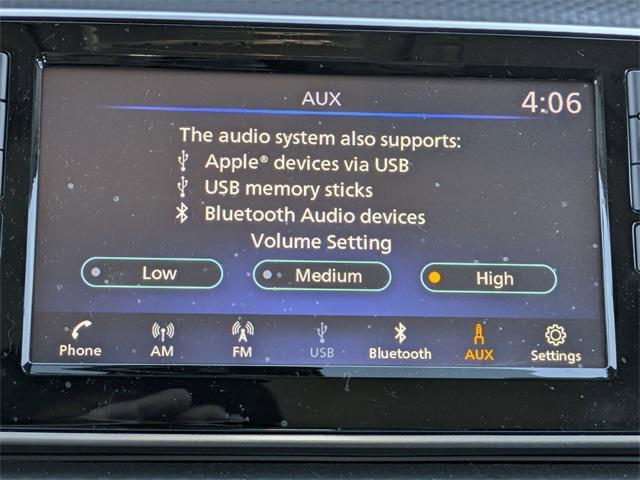 AUX 4:06
The audio system also supports:
Apple® devices via USB
USB memory sticks
Bluetooth Audio devices
Volume Setting
Low Medium High
Phone AM FM USB Bluetooth AUX Settings